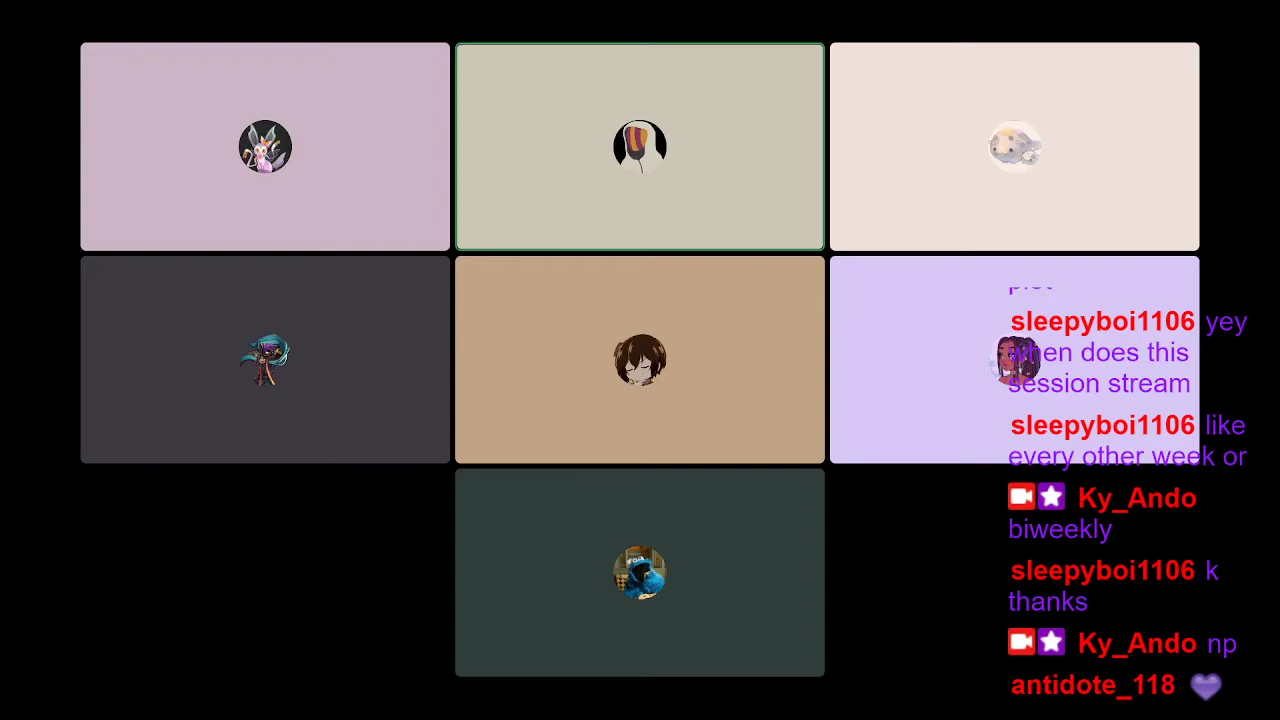 sleepyboi1106 yey
when does this
session stream
sleepyboi1106 like
every other week or
Ky_Ando
biweekly
sleepyboi1106 k
thanks
Ky_Ando np
antidote_118 💜